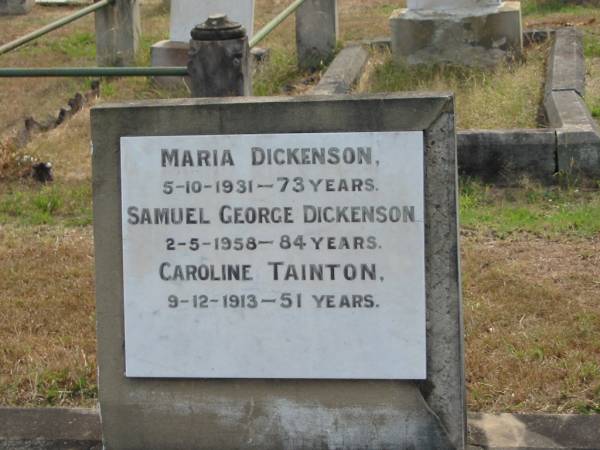 MARIA DICKENSON,
5-10-1931-73 YEARS.
SAMUEL GEORGE DICKENSON
2-5-1958-84 YEARS.
CAROLINE TAINTON,
9-12-1913-51 YEARS.